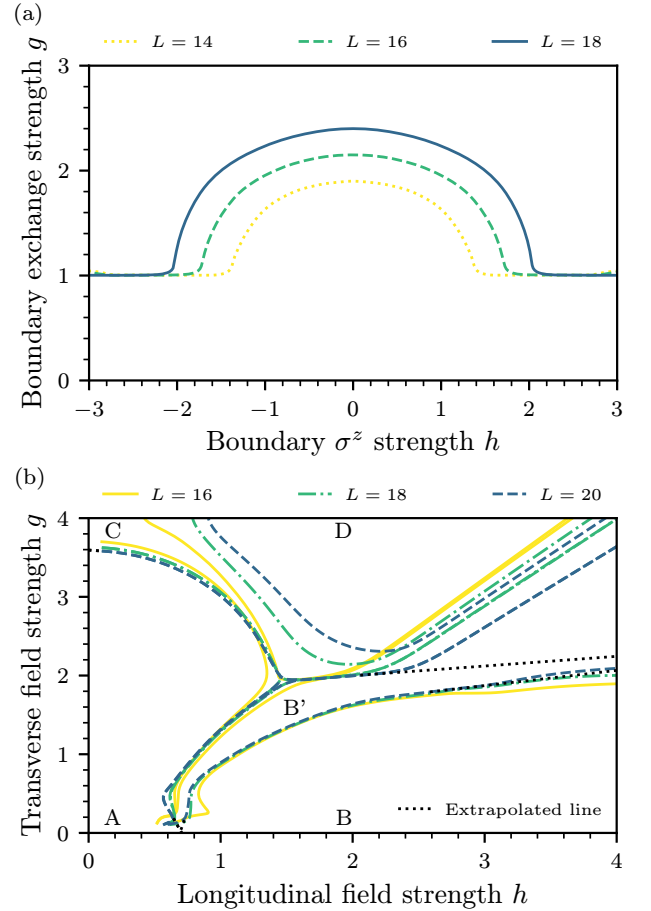 (a)
L = 14 L = 16 L = 18
Boundary exchange strength g
3
2
1
0
−3 −2 −1 0 1 2 3
Boundary σ^z strength h
(b)
L = 16 L = 18 L = 20
Transverse field strength g
4
3
2
1
0
C D
B'
A B
Extrapolated line
0 1 2 3 4
Longitudinal field strength h